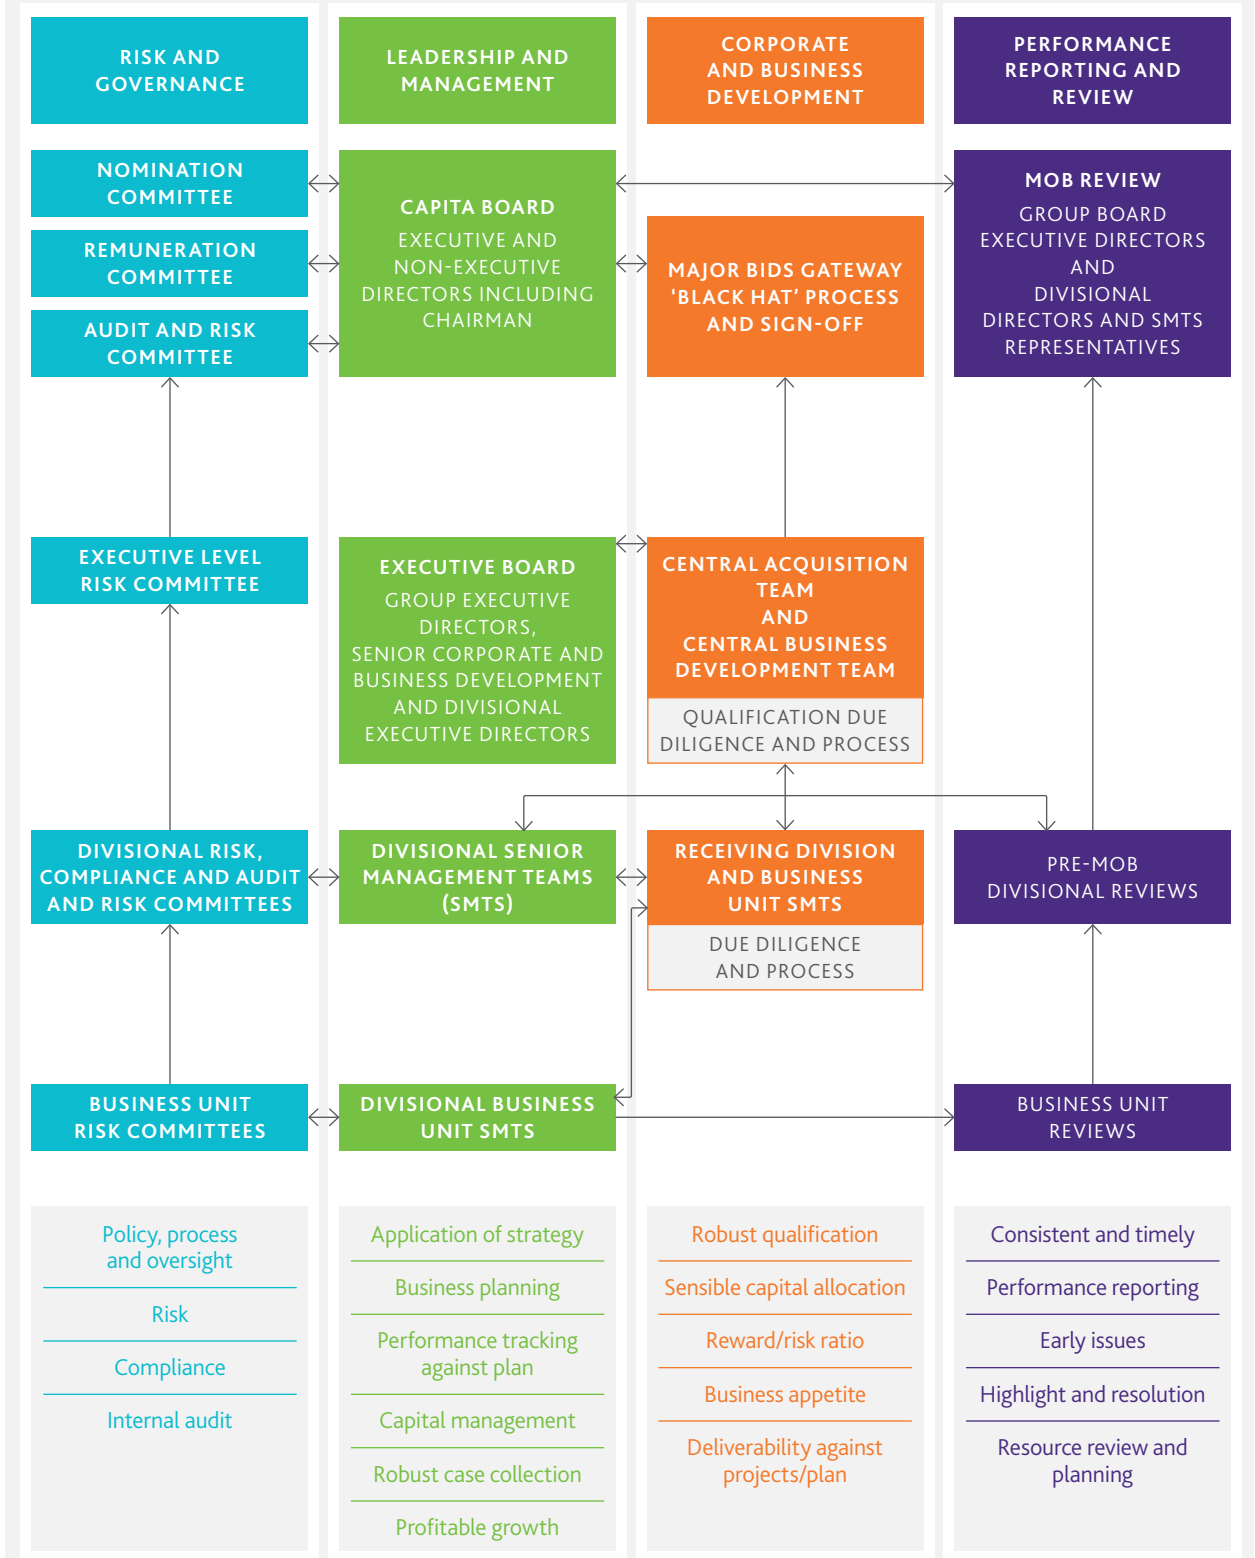 RISK AND
GOVERNANCE
LEADERSHIP AND
MANAGEMENT
CORPORATE
AND BUSINESS
DEVELOPMENT
PERFORMANCE
REPORTING AND
REVIEW
NOMINATION
COMMITTEE
REMUNERATION
COMMITTEE
AUDIT AND RISK
COMMITTEE
CAPITA BOARD
EXECUTIVE AND
NON-EXECUTIVE
DIRECTORS INCLUDING
CHAIRMAN
MAJOR BIDS GATEWAY
‘BLACK HAT’ PROCESS
AND SIGN-OFF
MOB REVIEW
GROUP BOARD
EXECUTIVE DIRECTORS
AND
DIVISIONAL
DIRECTORS AND SMTS
REPRESENTATIVES
EXECUTIVE LEVEL
RISK COMMITTEE
EXECUTIVE BOARD
GROUP EXECUTIVE
DIRECTORS,
SENIOR CORPORATE AND
BUSINESS DEVELOPMENT
AND DIVISIONAL
EXECUTIVE DIRECTORS
CENTRAL ACQUISITION
TEAM
AND
CENTRAL BUSINESS
DEVELOPMENT TEAM
QUALIFICATION DUE
DILIGENCE AND PROCESS
DIVISIONAL RISK,
COMPLIANCE AND AUDIT
AND RISK COMMITTEES
DIVISIONAL SENIOR
MANAGEMENT TEAMS
(SMTS)
RECEIVING DIVISION
AND BUSINESS
UNIT SMTS
DUE DILIGENCE
AND PROCESS
PRE-MOB
DIVISIONAL REVIEWS
BUSINESS UNIT
RISK COMMITTEES
DIVISIONAL BUSINESS
UNIT SMTS
BUSINESS UNIT
REVIEWS
Policy, process
and oversight
Risk
Compliance
Internal audit
Application of strategy
Business planning
Performance tracking
against plan
Capital management
Robust case collection
Profitable growth
Robust qualification
Sensible capital allocation
Reward/risk ratio
Business appetite
Deliverability against
projects/plan
Consistent and timely
Performance reporting
Early issues
Highlight and resolution
Resource review and
planning